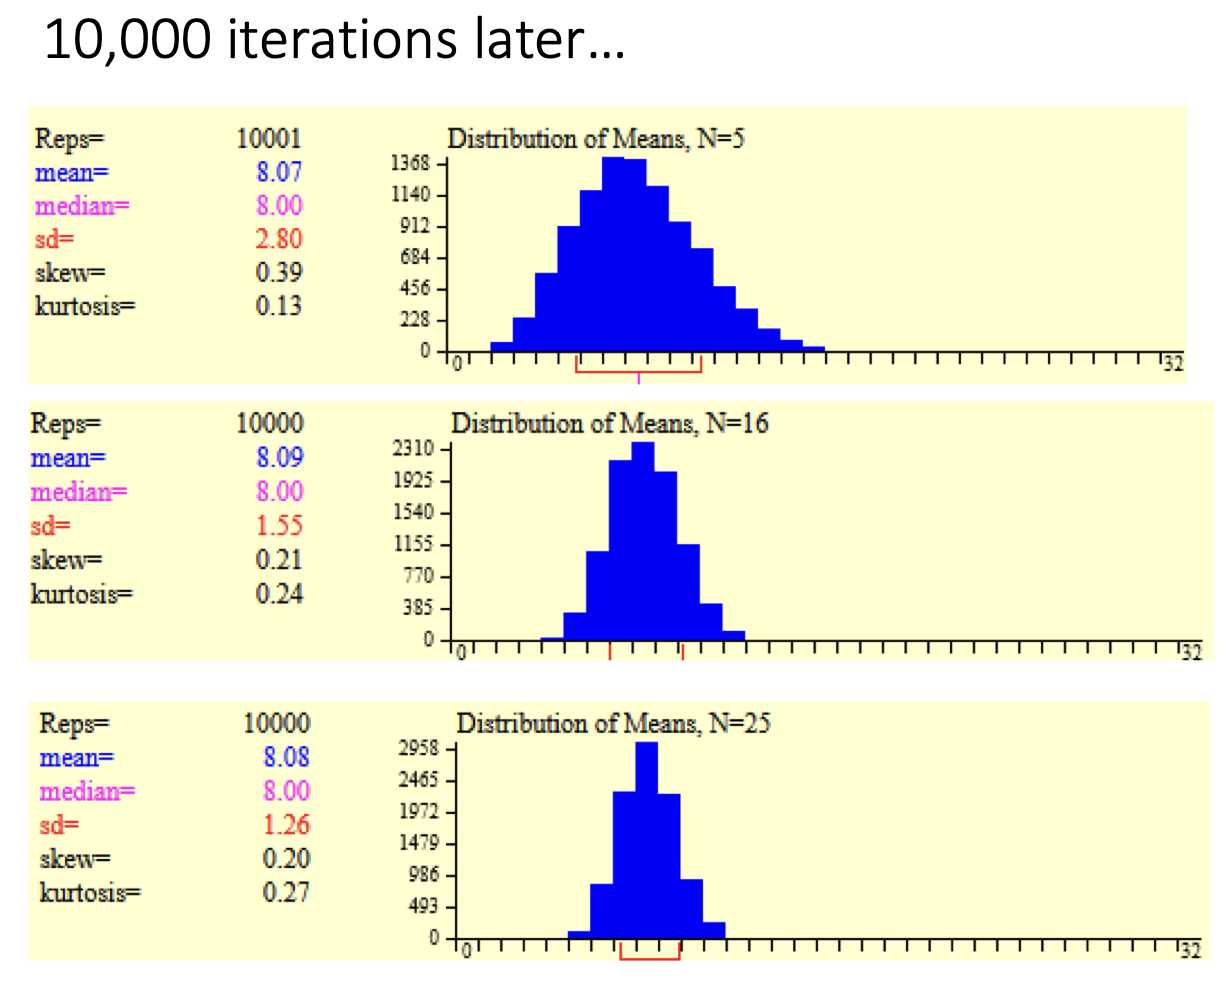 10,000 iterations later...
Reps= 10001
mean= 8.07
median= 8.00
sd= 2.80
skew= 0.39
kurtosis= 0.13
Distribution of Means, N=5
1368
1140
912
684
456
228
0
0 32
Reps= 10000
mean= 8.09
median= 8.00
sd= 1.55
skew= 0.21
kurtosis= 0.24
Distribution of Means, N=16
2310
1925
1540
1155
770
385
0
0 32
Reps= 10000
mean= 8.08
median= 8.00
sd= 1.26
skew= 0.20
kurtosis= 0.27
Distribution of Means, N=25
2958
2465
1972
1479
986
493
0
0 32